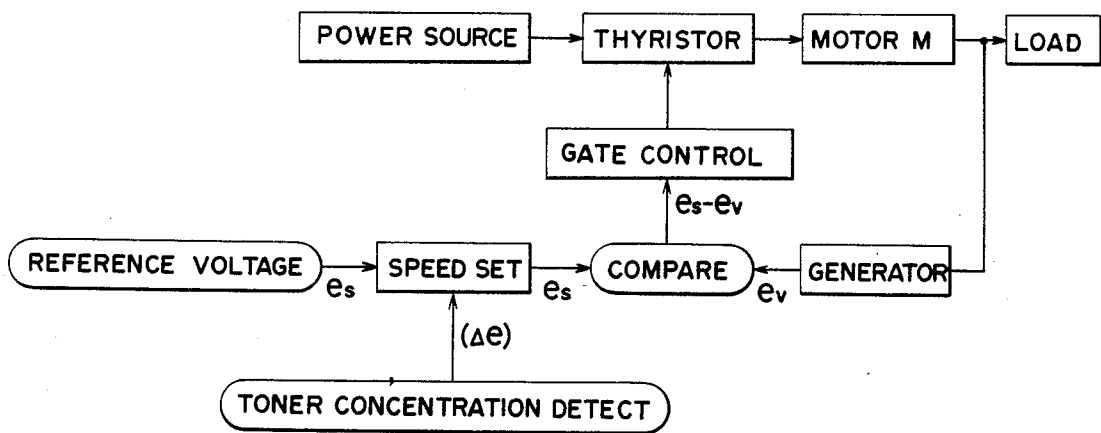 POWER SOURCE
THYRISTOR
MOTOR M
LOAD
GATE CONTROL
es-ev
REFERENCE VOLTAGE
es
SPEED SET
es
COMPARE
ev
GENERATOR
(Δe)
TONER CONCENTRATION DETECT